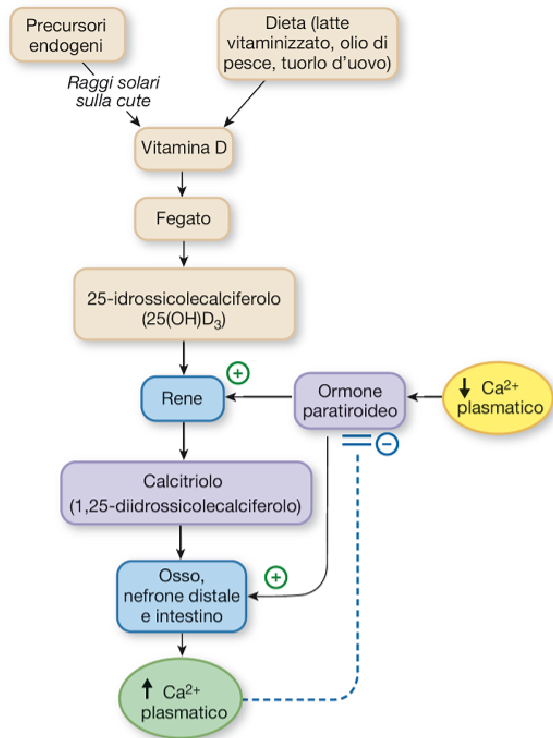 Precursori
endogeni
Dieta (latte
vitaminizzato, olio di
pesce, tuorlo d'uovo)
Raggi solari
sulla cute
Vitamina D
Fegato
25-idrossicolecalciferolo
(25(OH)D₃)
Rene
+
Ormone
paratiroideo
↓ Ca²⁺
plasmatico
−
Calcitriolo
(1,25-diidrossicolecalciferolo)
Osso,
nefrone distale
e intestino
+
↑ Ca²⁺
plasmatico